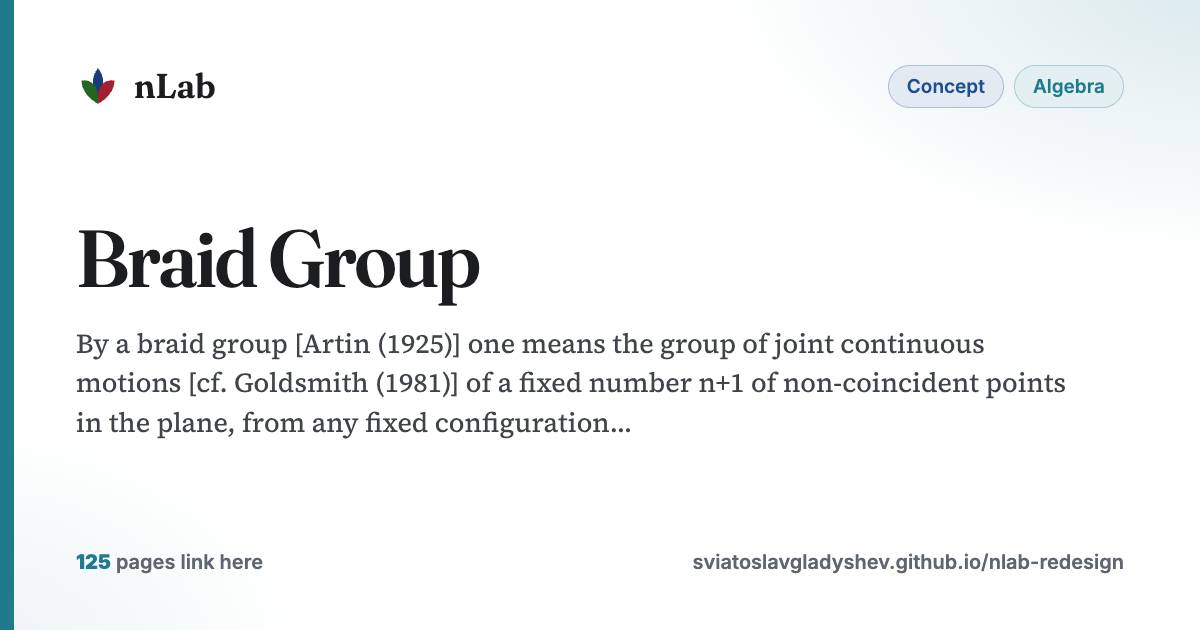 nLab
Concept
Algebra
Braid Group
By a braid group [Artin (1925)] one means the group of joint continuous
motions [cf. Goldsmith (1981)] of a fixed number n+1 of non-coincident points
in the plane, from any fixed configuration...
125 pages link here
sviatoslavgladyshev.github.io/nlab-redesign